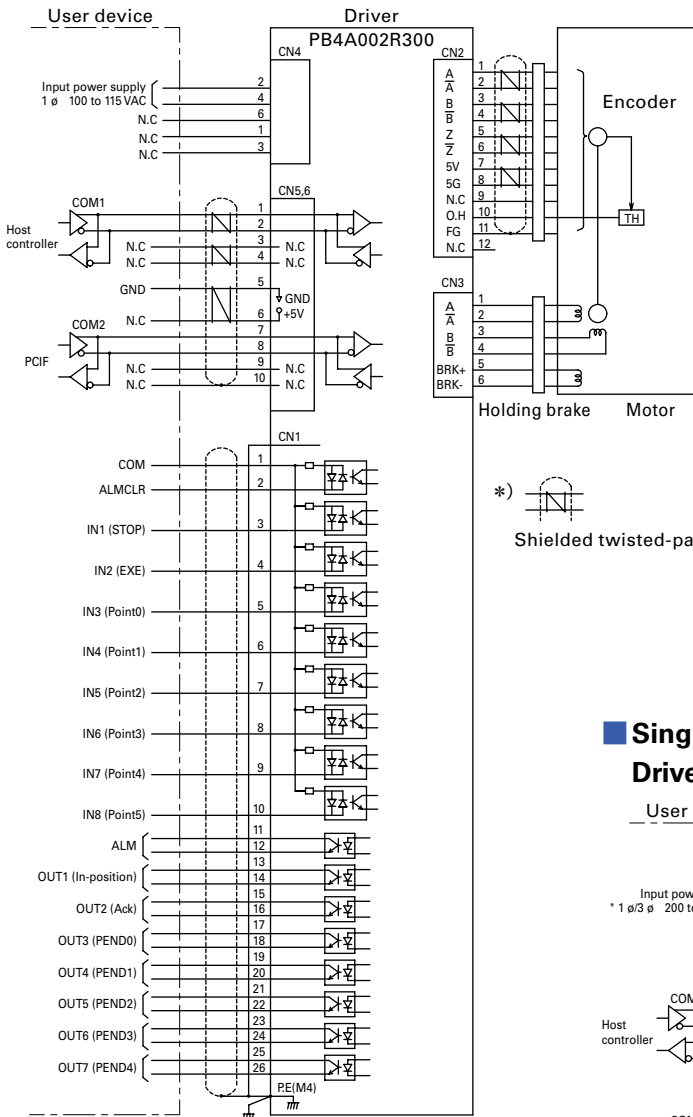 User device
Driver
PB4A002R300
CN4
Input power supply
1 ø 100 to 115 VAC
N.C
N.C
N.C
2
4
6
1
3
CN5,6
COM1
Host
controller
1
2
N.C 3 N.C
N.C 4 N.C
GND 5
GND
N.C 6 +5V
COM2
7
8
PCIF
N.C 9 N.C
N.C 10 N.C
CN2
A 1
A 2
B 3
B 4
Z 5
Z 6
5V 7
5G 8
N.C 9
O.H 10
FG 11
N.C 12
Encoder
TH
CN3
A 1
A 2
B 3
B 4
BRK+ 5
BRK- 6
Holding brake
Motor
CN1
COM 1
ALMCLR 2
IN1 (STOP) 3
IN2 (EXE) 4
IN3 (Point0) 5
IN4 (Point1) 6
IN5 (Point2) 7
IN6 (Point3) 8
IN7 (Point4) 9
IN8 (Point5) 10
11
ALM 12
13
OUT1 (In-position) 14
15
OUT2 (Ack) 16
17
OUT3 (PEND0) 18
19
OUT4 (PEND1) 20
21
OUT5 (PEND2) 22
23
OUT6 (PEND3) 24
25
OUT7 (PEND4) 26
P.E(M4)
*)
Shielded twisted-pa
Sing
Drive
User
Input pow
* 1 ø/3 ø 200 to
COM
Host
controller